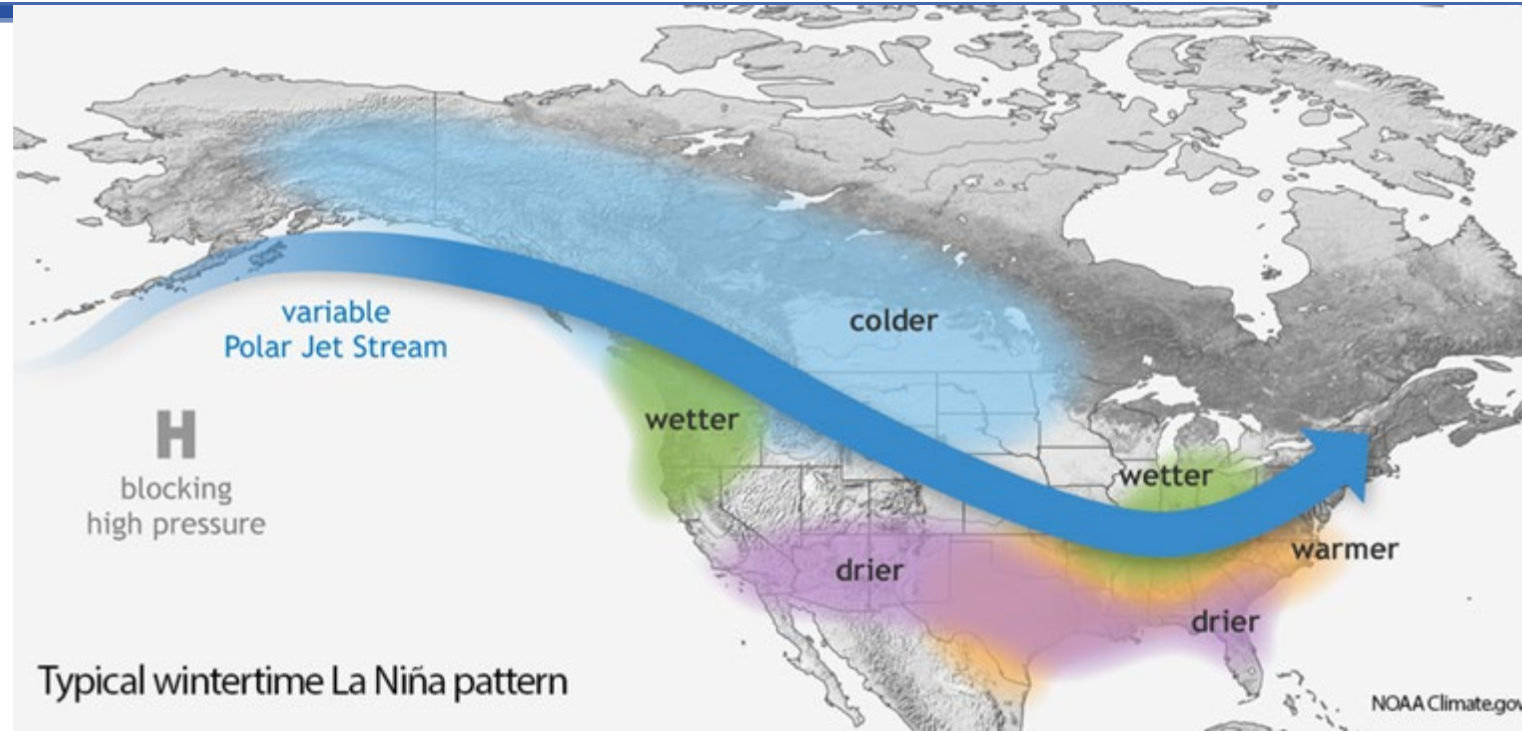 variable
Polar Jet Stream
colder
H
blocking
high pressure
wetter
wetter
drier
warmer
drier
Typical wintertime La Niña pattern
NOAA Climate.gov